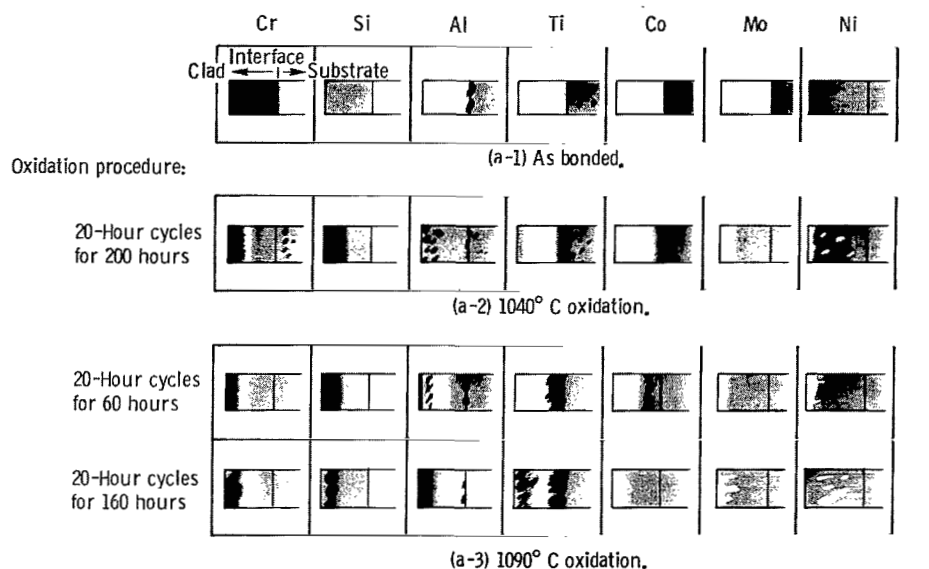 Cr Si Al Ti Co Mo Ni
Interface
Clad Substrate
(a-1) As bonded.
Oxidation procedure:
20-Hour cycles
for 200 hours
(a-2) 1040° C oxidation.
20-Hour cycles
for 60 hours
20-Hour cycles
for 160 hours
(a-3) 1090° C oxidation.